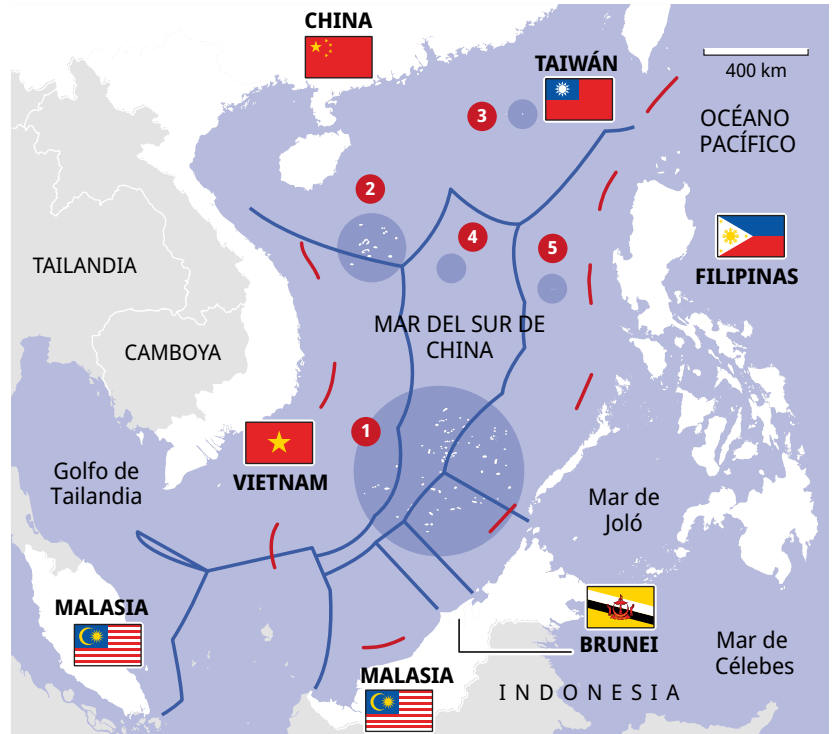 CHINA
TAIWÁN
400 km
OCÉANO
PACÍFICO
3
2
4
5
TAILANDIA
FILIPINAS
MAR DEL SUR DE
CHINA
CAMBOYA
1
VIETNAM
Golfo de
Tailandia
Mar de
Joló
MALASIA
BRUNEI
Mar de
Célebes
MALASIA
INDONESIA